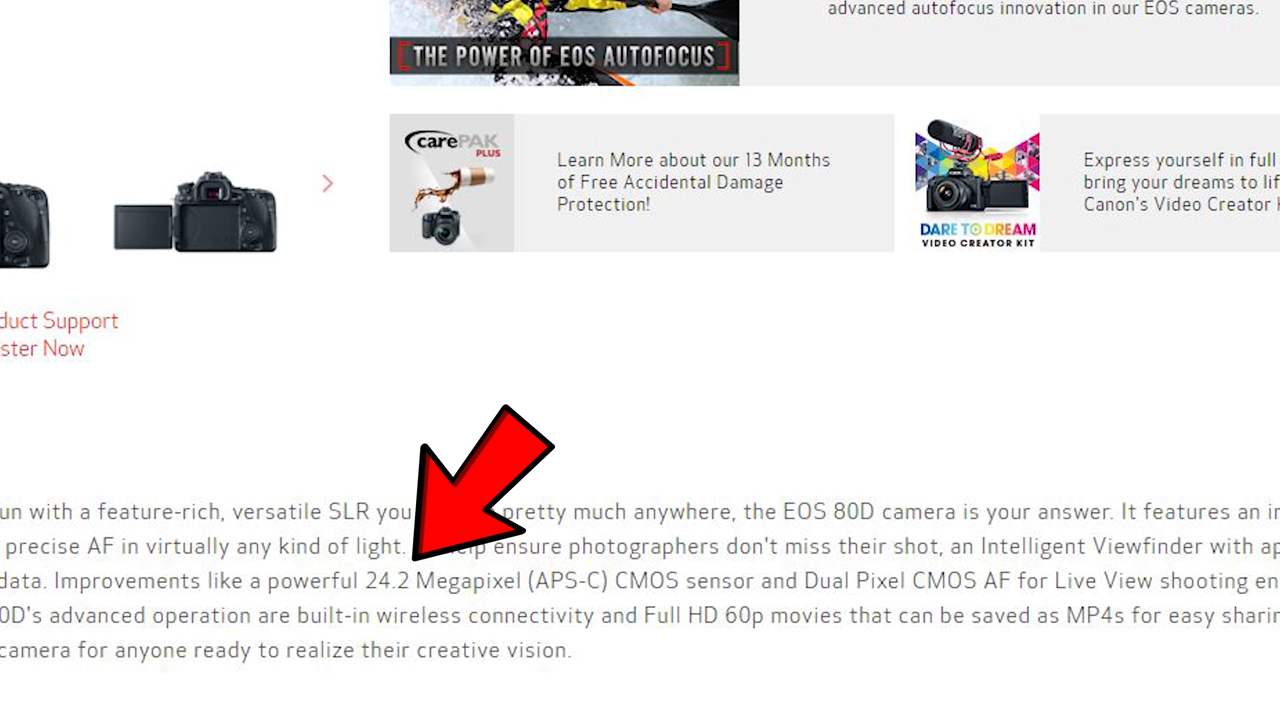 advanced autofocus innovation in our EOS cameras.
[THE POWER OF EOS AUTOFOCUS]
carePAK
PLUS
Learn More about our 13 Months
of Free Accidental Damage
Protection!
DARE TO DREAM
VIDEO CREATOR KIT
Express yourself in full
bring your dreams to lif
Canon's Video Creator
duct Support
ster Now
un with a feature-rich, versatile SLR you pretty much anywhere, the EOS 80D camera is your answer. It features an
precise AF in virtually any kind of light. ensure photographers don't miss their shot, an Intelligent Viewfinder with
data. Improvements like a powerful 24.2 Megapixel (APS-C) CMOS sensor and Dual Pixel CMOS AF for Live View shooting en
0D's advanced operation are built-in wireless connectivity and Full HD 60p movies that can be saved as MP4s for easy
camera for anyone ready to realize their creative vision.